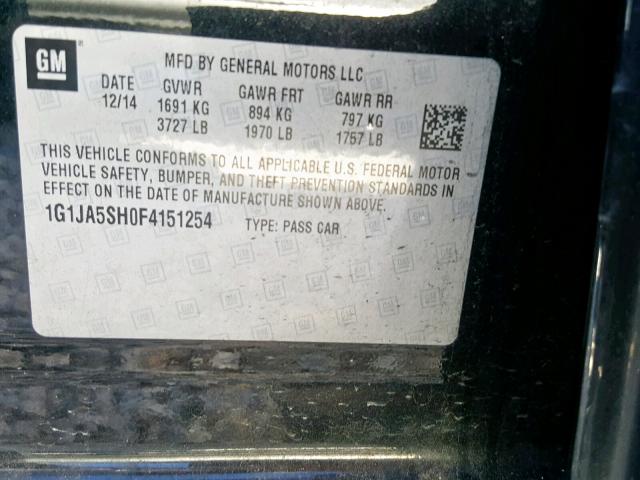 GM
MFD BY GENERAL MOTORS LLC
DATE GVWR GAWR FRT GAWR RR
12/14 1691 KG 894 KG 797 KG
3727 LB 1970 LB 1757 LB
THIS VEHICLE CONFORMS TO ALL APPLICABLE U.S. FEDERAL MOTOR
VEHICLE SAFETY, BUMPER, AND THEFT PREVENTION STANDARDS IN
EFFECT ON THE DATE OF MANUFACTURE SHOWN ABOVE.
1G1JA5SH0F4151254 TYPE: PASS CAR